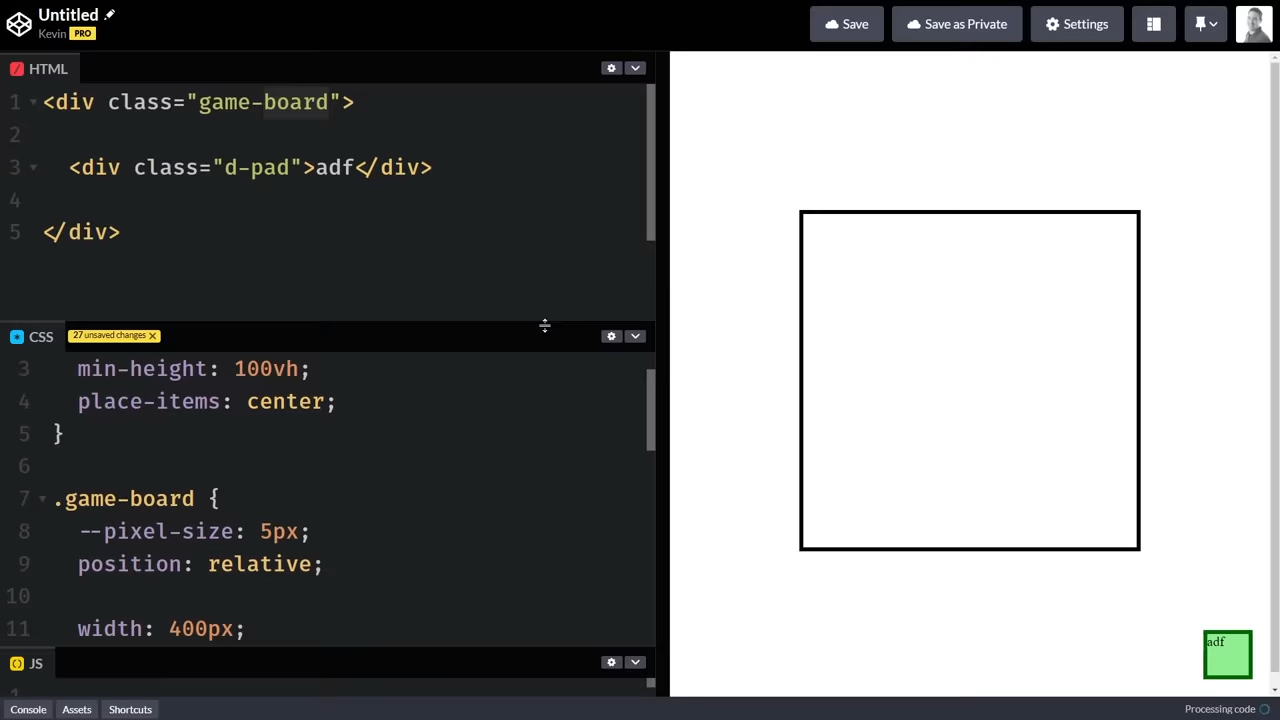 Untitled
Kevin PRO
Save
Save as Private
Settings
HTML
1 <div class="game-board">
2
3 <div class="d-pad">adf</div>
4
5 </div>
CSS
27 unsaved changes ×
3 min-height: 100vh;
4 place-items: center;
5 }
6
7 .game-board {
8 --pixel-size: 5px;
9 position: relative;
10
11 width: 400px;
JS
1
adf
Console
Assets
Shortcuts
Processing code